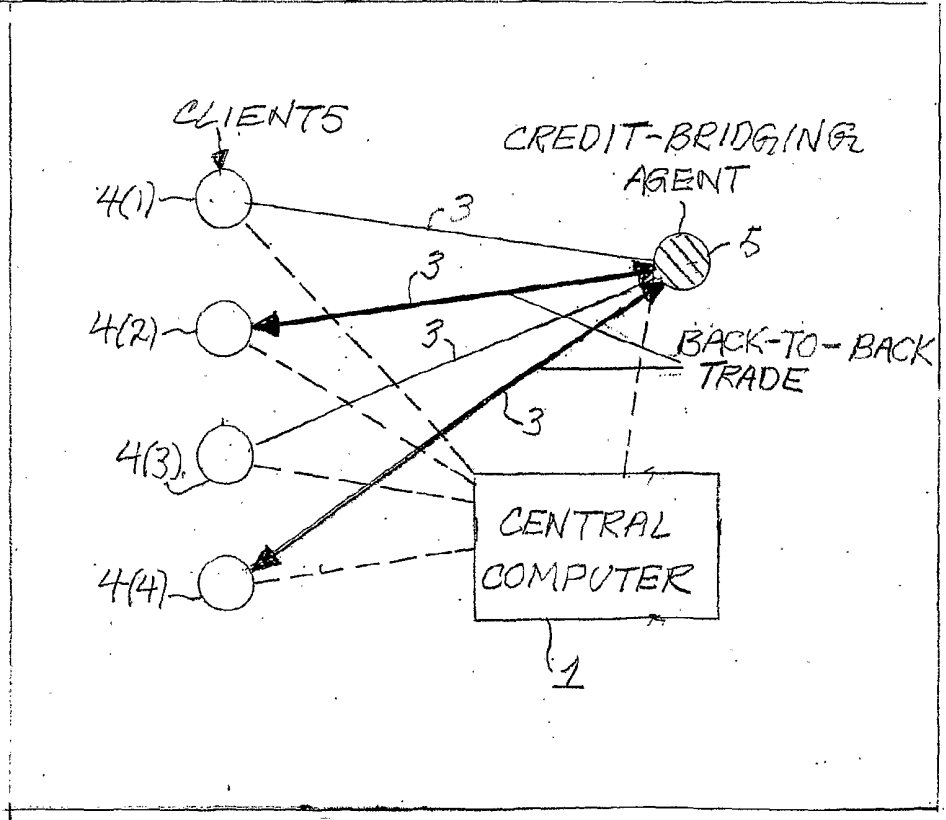 CLIENTS
CREDIT-BRIDGING
AGENT
4(1)
3
5
3
4(2)
3
BACK-TO-BACK
TRADE
3
4(3)
CENTRAL
COMPUTER
4(4)
1